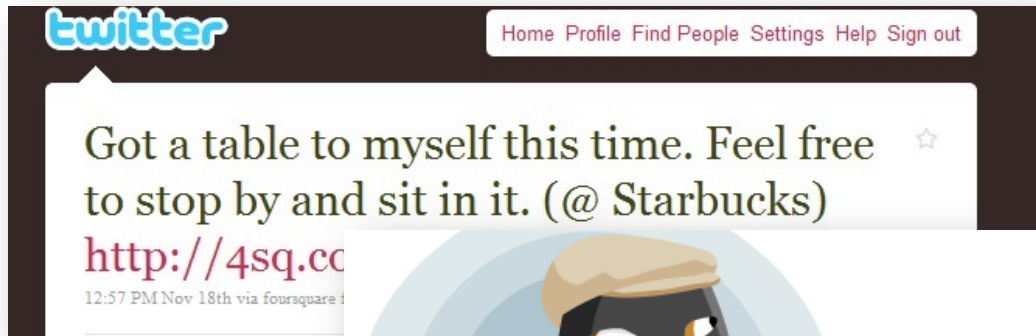 twitter
Home Profile Find People Settings Help Sign out
Got a table to myself this time. Feel free
to stop by and sit in it. (@ Starbucks)
http://4sq.co
12:57 PM Nov 18th via foursquare